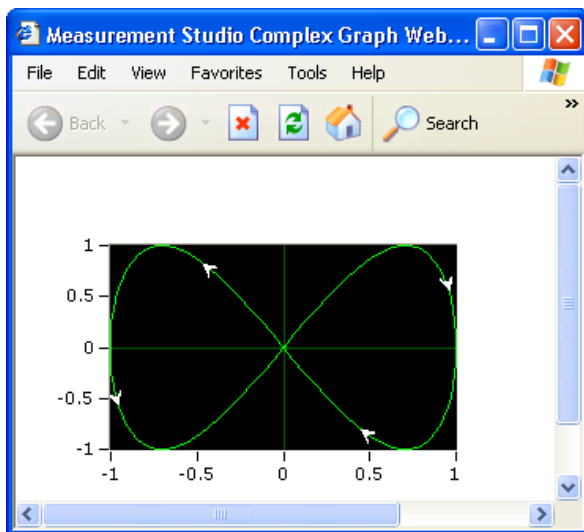 Measurement Studio Complex Graph Web...
File Edit View Favorites Tools Help
Back Search »
1
0.5
0
-0.5
-1
-1 -0.5 0 0.5 1